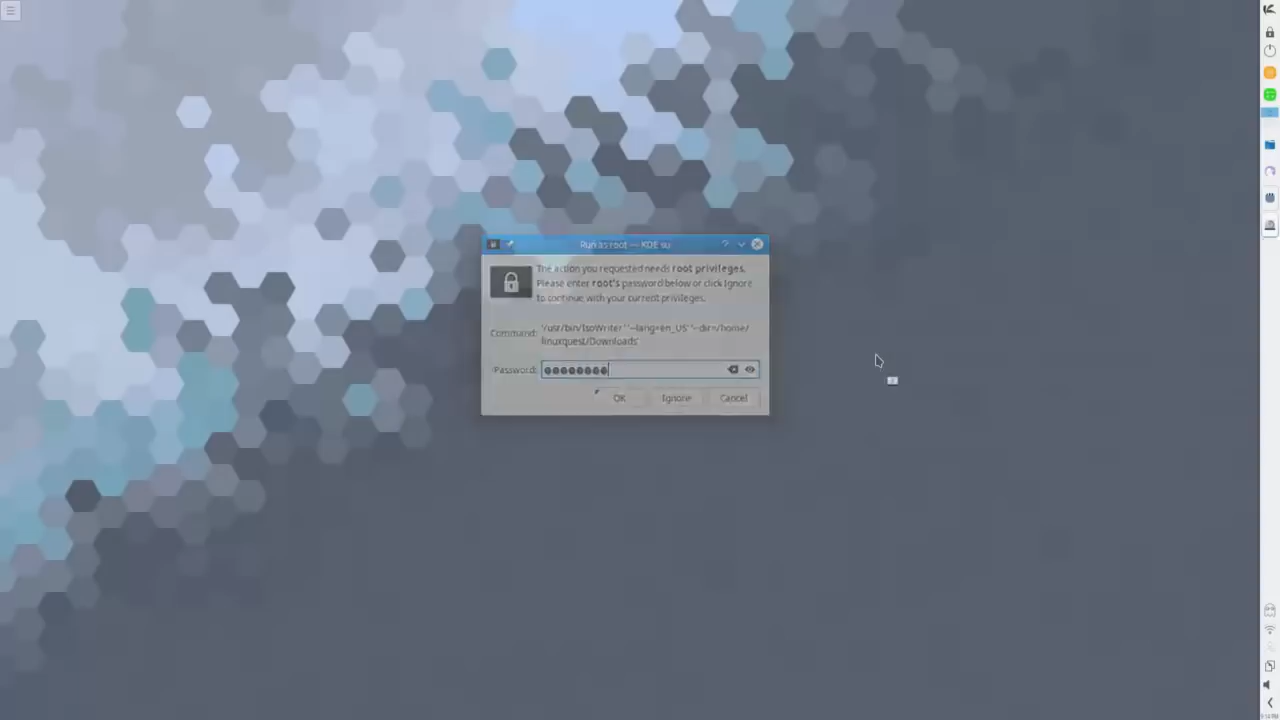 Run as root — KDE su
The action you requested needs root privileges.
Please enter root's password below or click Ignore
to continue with your current privileges.
Command: '/usr/bin/IsoWriter' '--lang=en_US' '--dir=/home/
linuxquest/Downloads'
Password:
OK Ignore Cancel